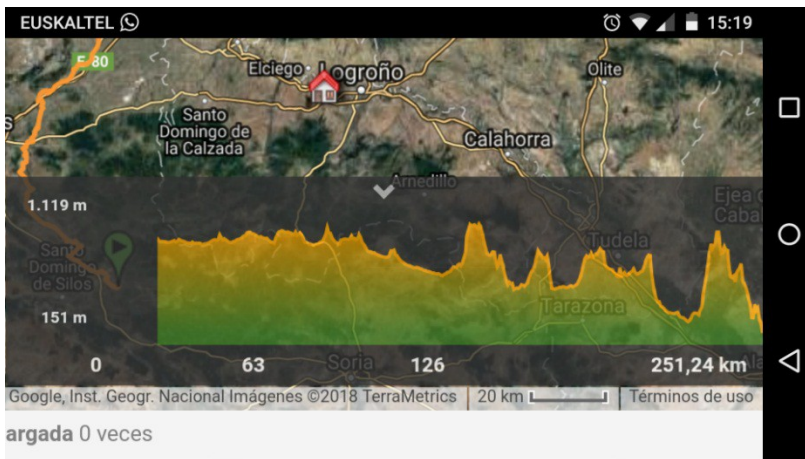 EUSKALTEL 15:19
E-80
Elciego
Logroño
Olite
Santo
Domingo de
la Calzada
Calahorra
Arnedillo
1.119 m
Ejea d
Caba
Santo
Domingo
de Silos
Tudela
151 m
Tarazona
Soria
0 63 126 251,24 km
Google, Inst. Geogr. Nacional Imágenes ©2018 TerraMetrics 20 km Términos de uso
argada 0 veces